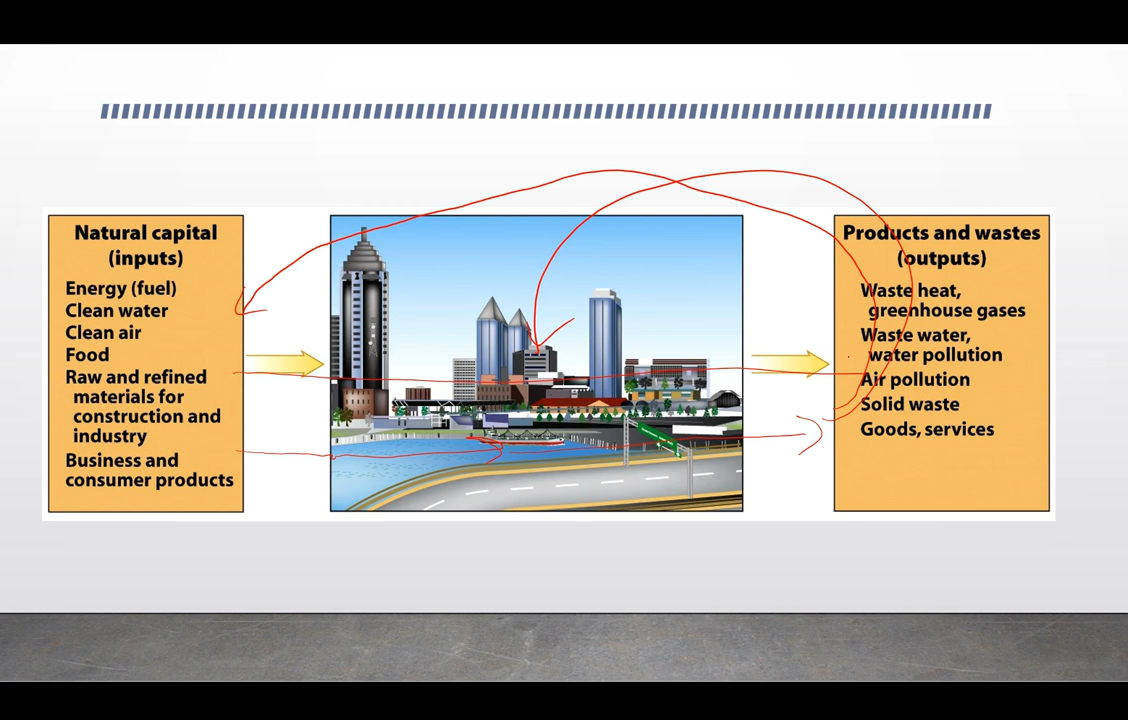 Natural capital
(inputs)
Energy (fuel)
Clean water
Clean air
Food
Raw and refined
materials for
construction and
industry
Business and
consumer products
Products and wastes
(outputs)
Waste heat,
greenhouse gases
Waste water,
water pollution
Air pollution
Solid waste
Goods, services